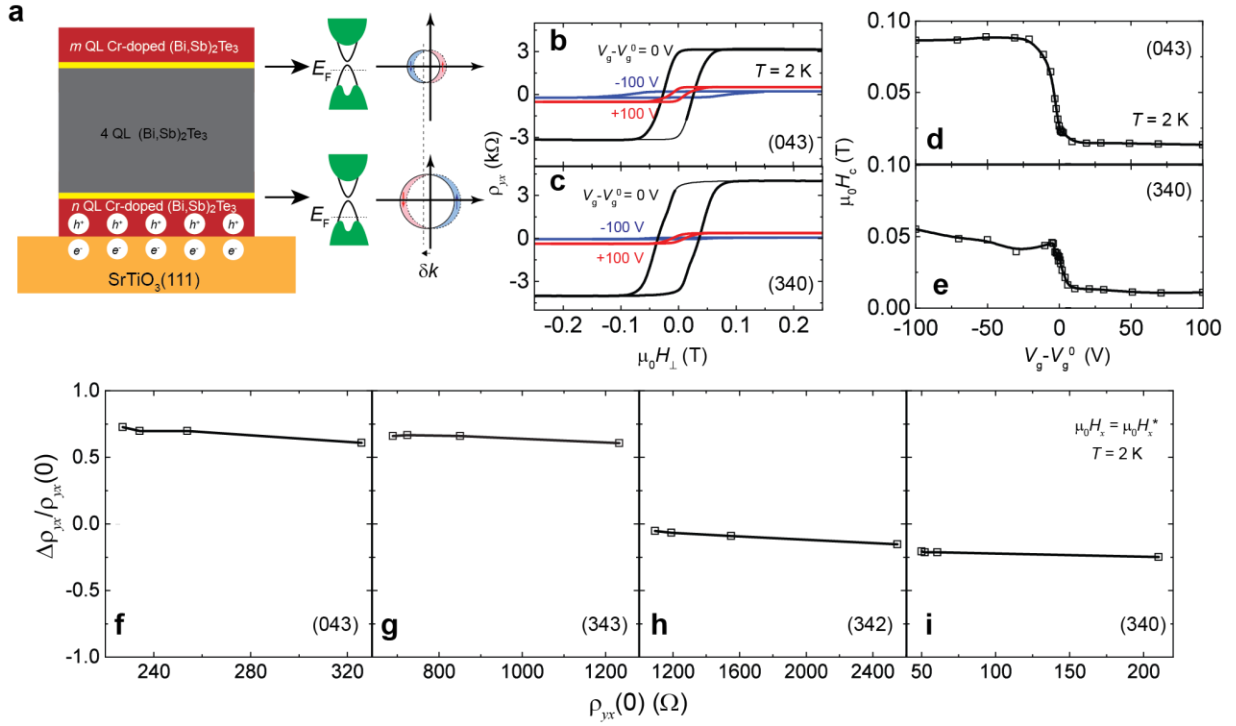 a
m QL Cr-doped (Bi,Sb)2Te3
4 QL (Bi,Sb)2Te3
n QL Cr-doped (Bi,Sb)2Te3
h+ h+ h+ h+ h+
e- e- e- e- e-
SrTiO3(111)
EF
EF
k
k
δk
b
Vg-Vg0 = 0 V
T = 2 K
-100 V
+100 V
(043)
3
0
-3
ρyx (kΩ)
c
Vg-Vg0 = 0 V
-100 V
+100 V
(340)
3
0
-3
-0.2 -0.1 0.0 0.1 0.2
μ0H⊥ (T)
0.10
(043)
0.05
T = 2 K
d
μ0Hc (T)
0.10
(340)
0.05
e
0.00
-100 -50 0 50 100
Vg-Vg0 (V)
1.0
0.5
0.0
-0.5
-1.0
Δρyx/ρyx(0)
μ0Hx = μ0Hx*
T = 2 K
f (043)
g (343)
h (342)
i (340)
240 280 320
800 1000 1200
1200 1600 2000 2400
50 100 150 200
ρyx(0) (Ω)